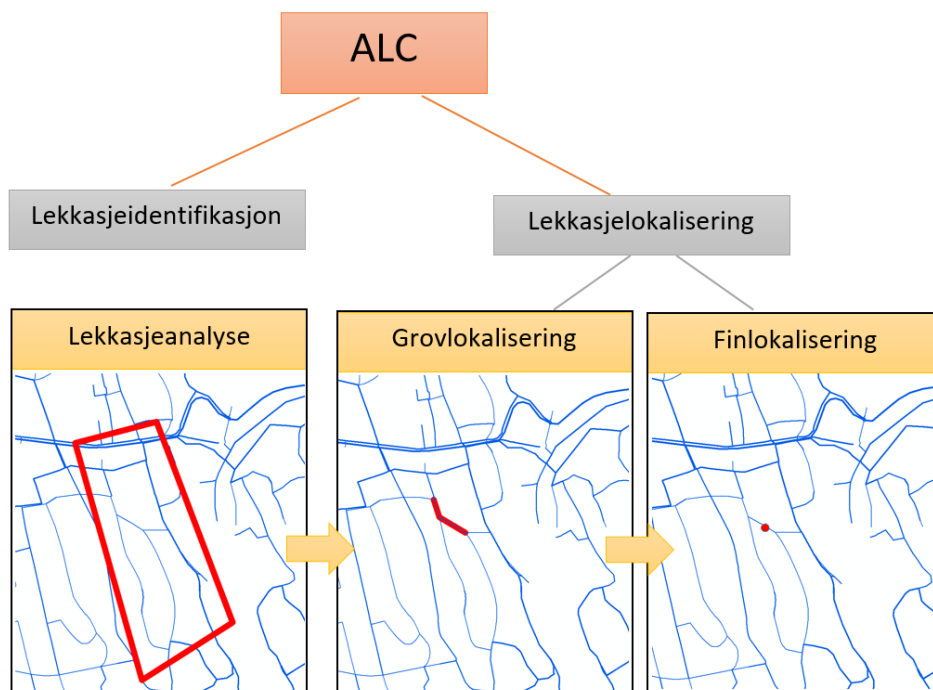 ALC
Lekkasjeidentifikasjon
Lekkasjelokalisering
Lekkasjeanalyse
Grovlokalisering
Finlokalisering